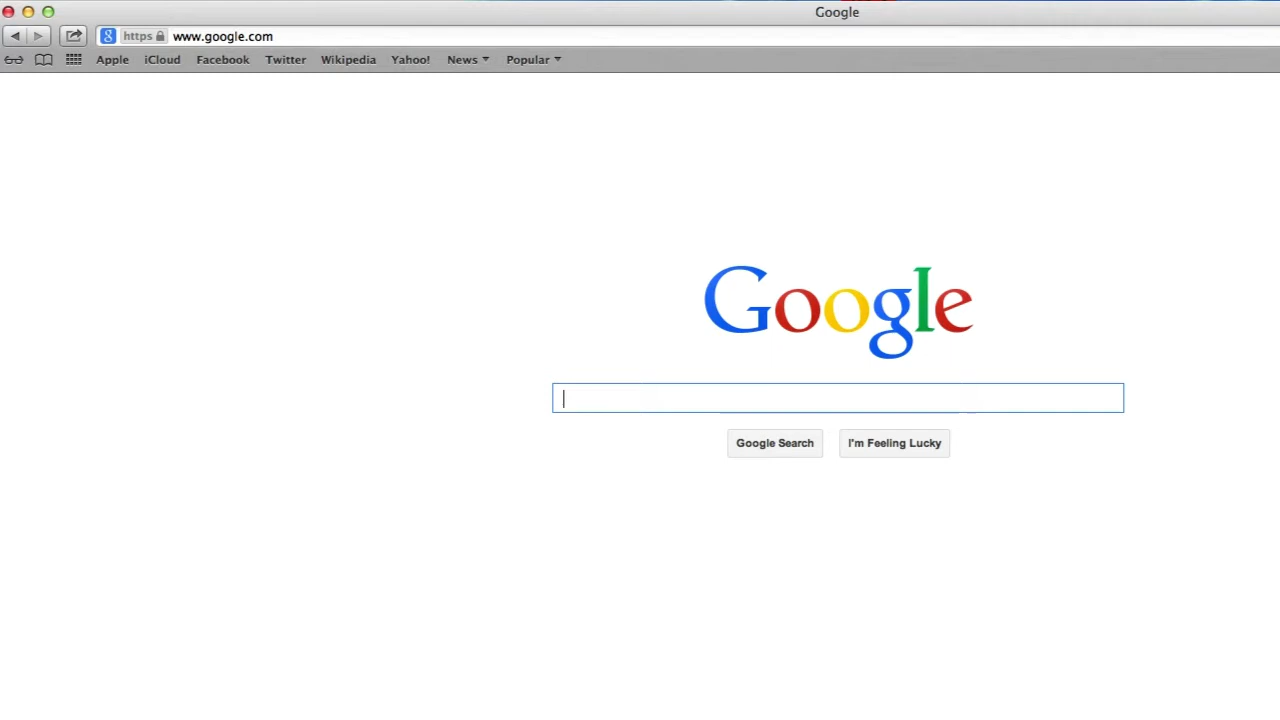 Google
https www.google.com
Apple iCloud Facebook Twitter Wikipedia Yahoo! News Popular
Google
Google Search I'm Feeling Lucky